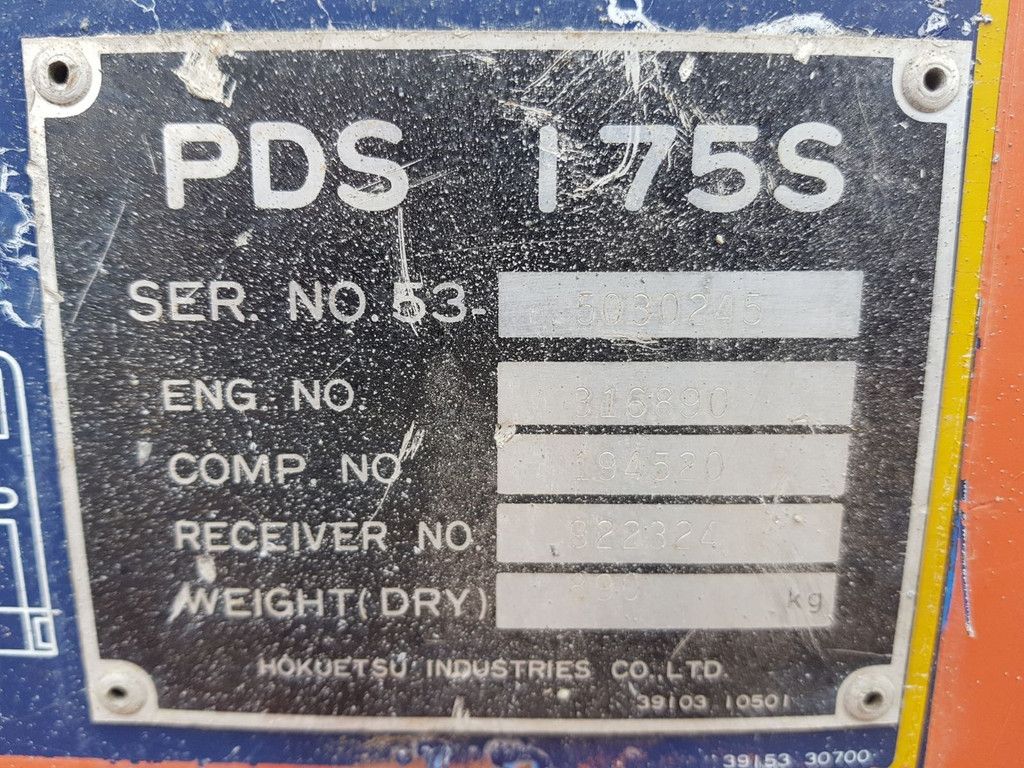 PDS 175S
SER. NO. 53- 5030245
ENG. NO. 316890
COMP. NO. 194580
RECEIVER NO 322324
WEIGHT (DRY) kg
HOKUETSU INDUSTRIES CO., LTD.
39103 10501
39153 30700